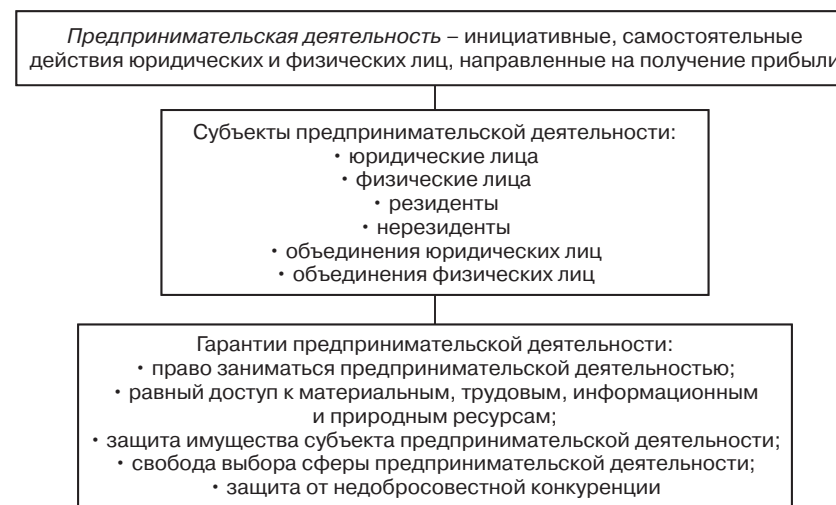 Предпринимательская деятельность – инициативные, самостоятельные
действия юридических и физических лиц, направленные на получение прибыли
Субъекты предпринимательской деятельности:
· юридические лица
· физические лица
· резиденты
· нерезиденты
· объединения юридических лиц
· объединения физических лиц
Гарантии предпринимательской деятельности:
· право заниматься предпринимательской деятельностью;
· равный доступ к материальным, трудовым, информационным
и природным ресурсам;
· защита имущества субъекта предпринимательской деятельности;
· свобода выбора сферы предпринимательской деятельности;
· защита от недобросовестной конкуренции